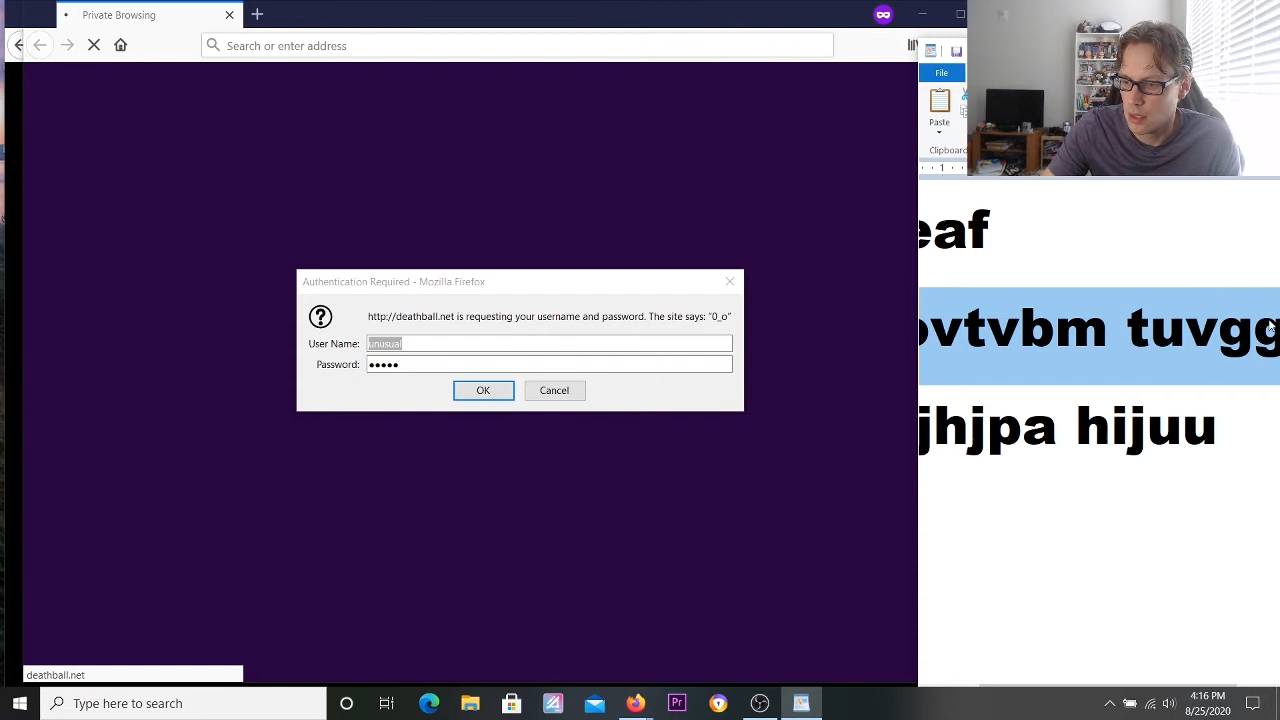 Private Browsing
Search or enter address
File
Paste
Clipboard
1
eaf
ovtvbm tuvgg
jhjpa hijuu
Authentication Required - Mozilla Firefox
http://deathball.net is requesting your username and password. The site says: "0_o"
User Name: unusual
Password: •••••
OK Cancel
deathball.net
Type here to search
Pr
4:16 PM
8/25/2020